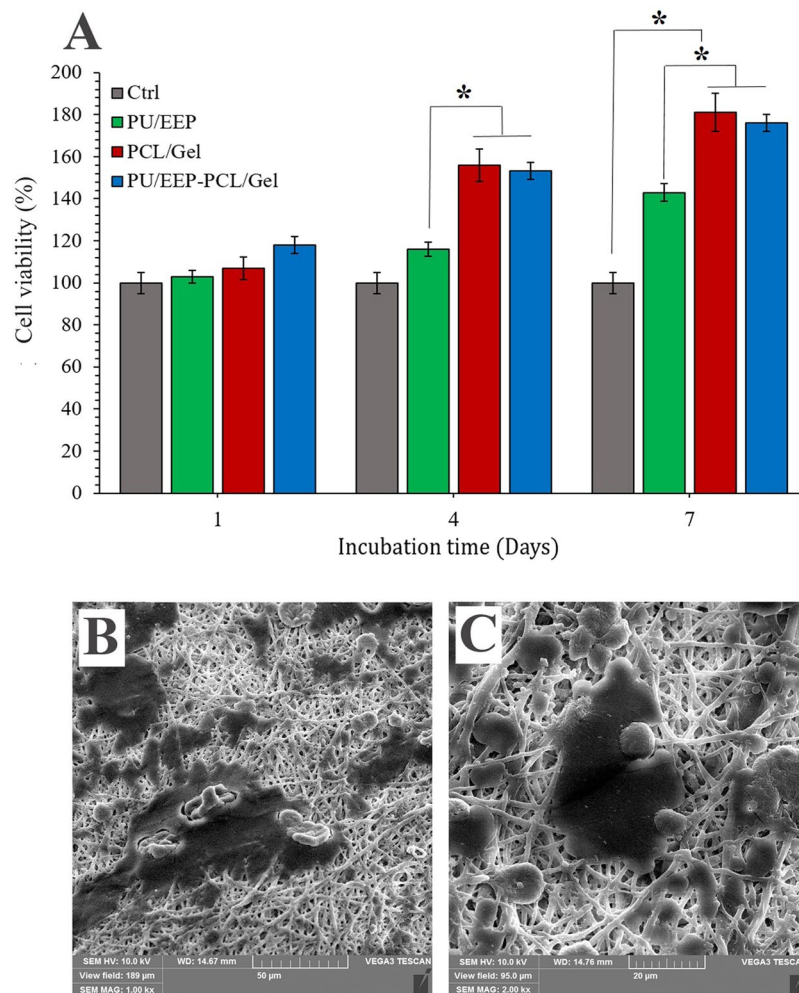 A
*
*
*
200
180
160
140
120
100
80
60
40
20
0
Cell viability (%)
Ctrl
PU/EEP
PCL/Gel
PU/EEP-PCL/Gel
1
4
7
Incubation time (Days)
B
SEM HV: 10.0 kV WD: 14.67 mm VEGA3 TESCAN
View field: 189 µm 50 µm
SEM MAG: 1.00 kx
C
SEM HV: 10.0 kV WD: 14.76 mm VEGA3 TESCAN
View field: 95.0 µm 20 µm
SEM MAG: 2.00 kx